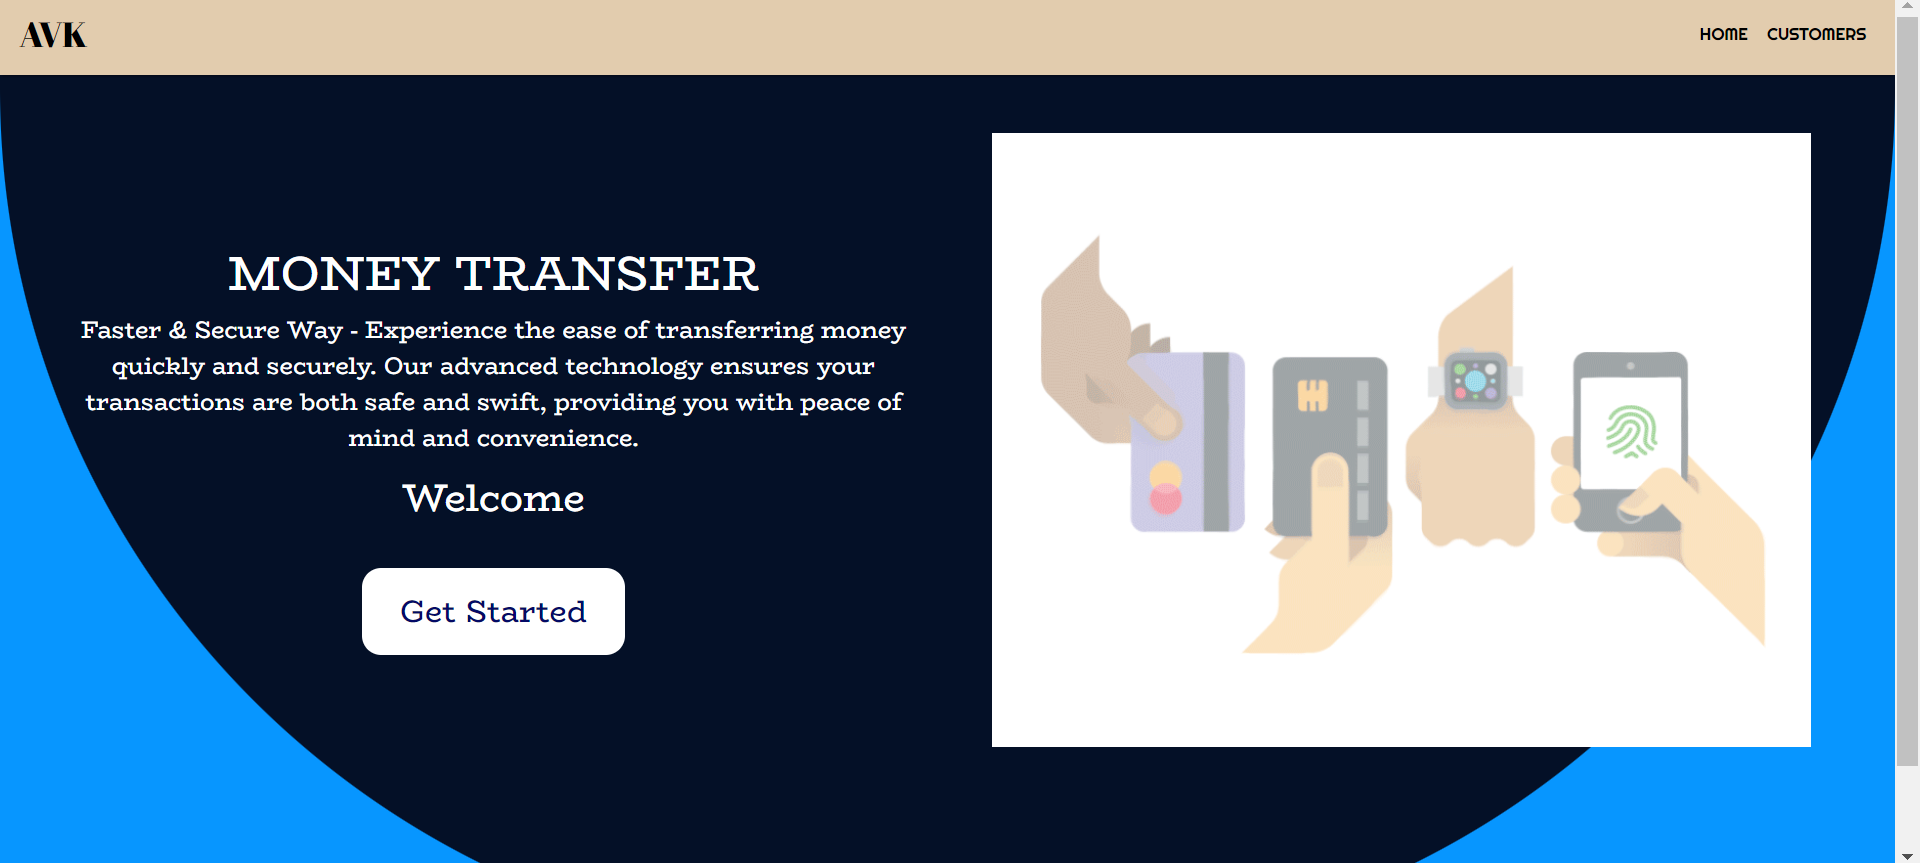 AVK
HOME CUSTOMERS
MONEY TRANSFER
Faster & Secure Way - Experience the ease of transferring money
quickly and securely. Our advanced technology ensures your
transactions are both safe and swift, providing you with peace of
mind and convenience.
Welcome
Get Started